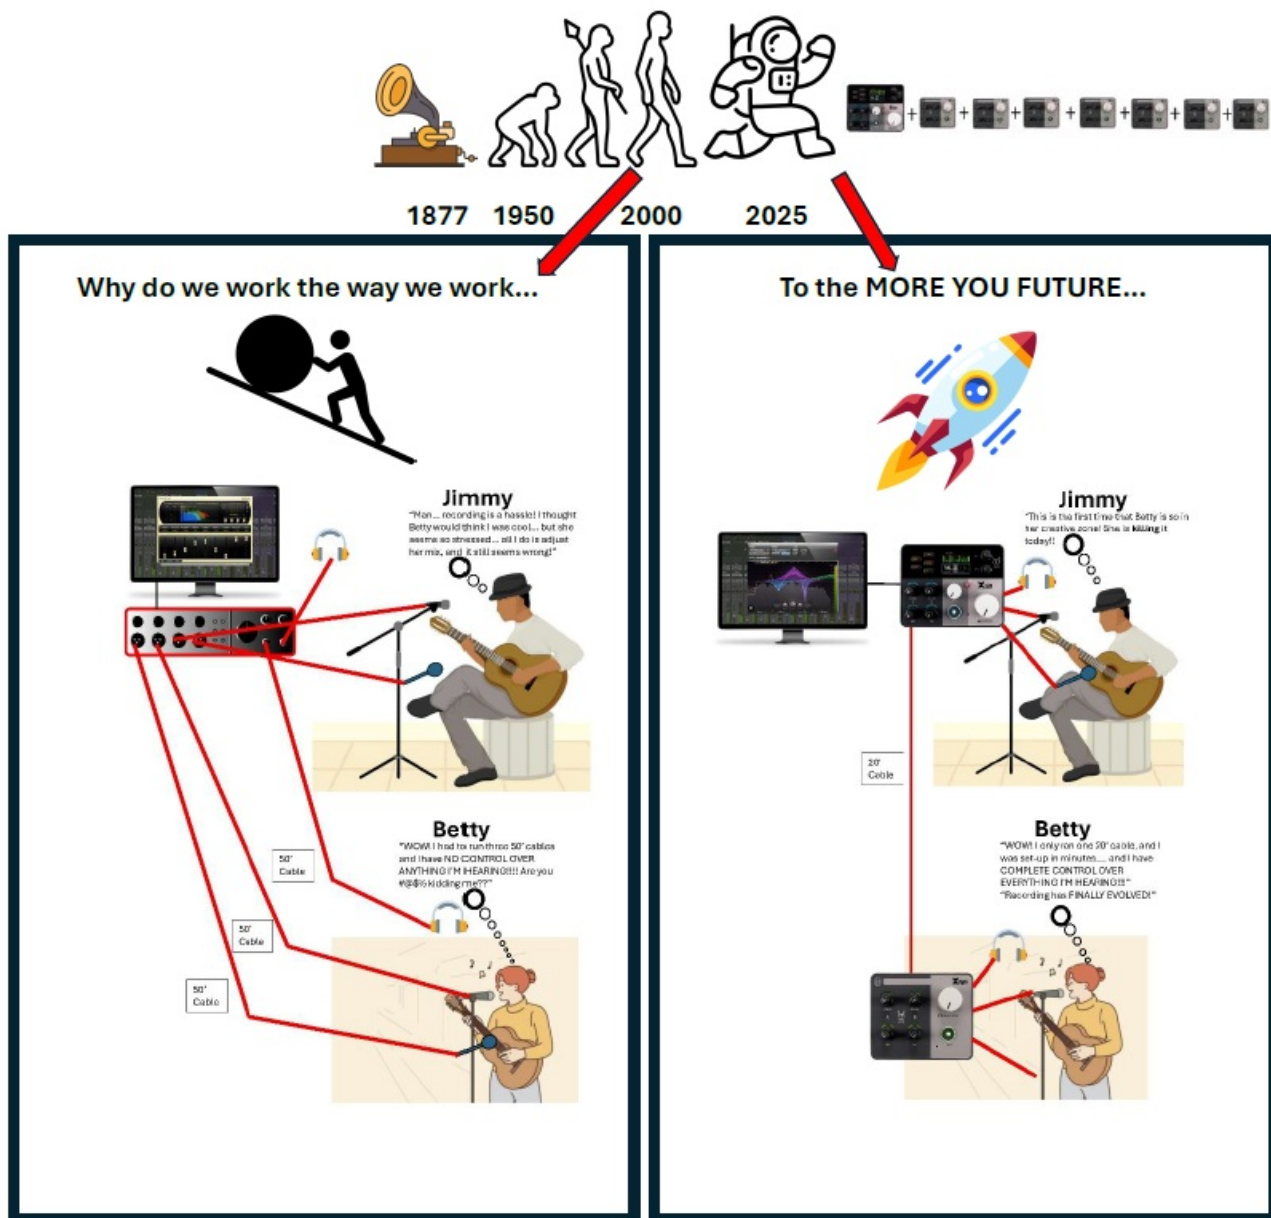 1877 1950 2000 2025
Why do we work the way we work...
Jimmy
"Man... recording is a hassle! I thought
Betty would think I was cool... but she
seems so stressed... all I do is adjust
her mix, and it still seems wrong!"
Betty
"WOW! I had to run three 50' cables
and I have NO CONTROL OVER
ANYTHING I'M HEARING!!!! Are you
#@$% kidding me??"
50'
Cable
50'
Cable
50'
Cable
To the MORE YOU FUTURE...
Jimmy
"This is the first time that Betty is so in
her creative zone! She is killing it
today!!
20'
Cable
Betty
"WOW! I only ran one 20' cable, and I
was set-up in minutes.... and I have
COMPLETE CONTROL OVER
EVERYTHING I'M HEARING!!!"
"Recording has FINALLY EVOLVED!"